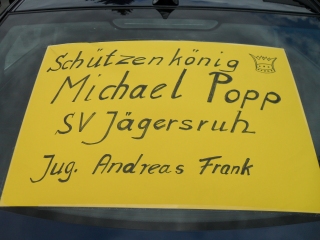 Schützenkönig
Michael Popp
SV Jägersruh
Jug. Andreas Frank